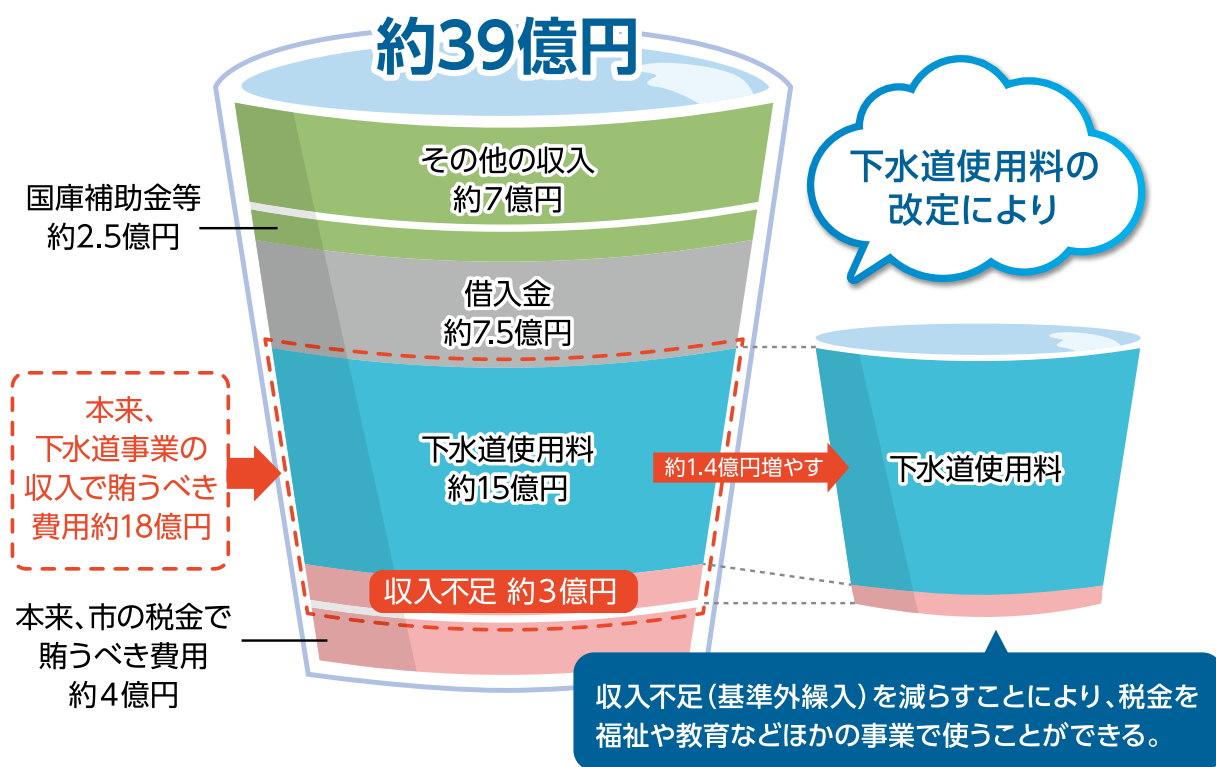 約39億円
その他の収入
約7億円
国庫補助金等
約2.5億円
借入金
約7.5億円
本来、
下水道事業の
収入で賄うべき
費用約18億円
下水道使用料
約15億円
収入不足 約3億円
本来、市の税金で
賄うべき費用
約4億円
下水道使用料の
改定により
約1.4億円増やす
下水道使用料
収入不足(基準外繰入)を減らすことにより、税金を
福祉や教育などほかの事業で使うことができる。